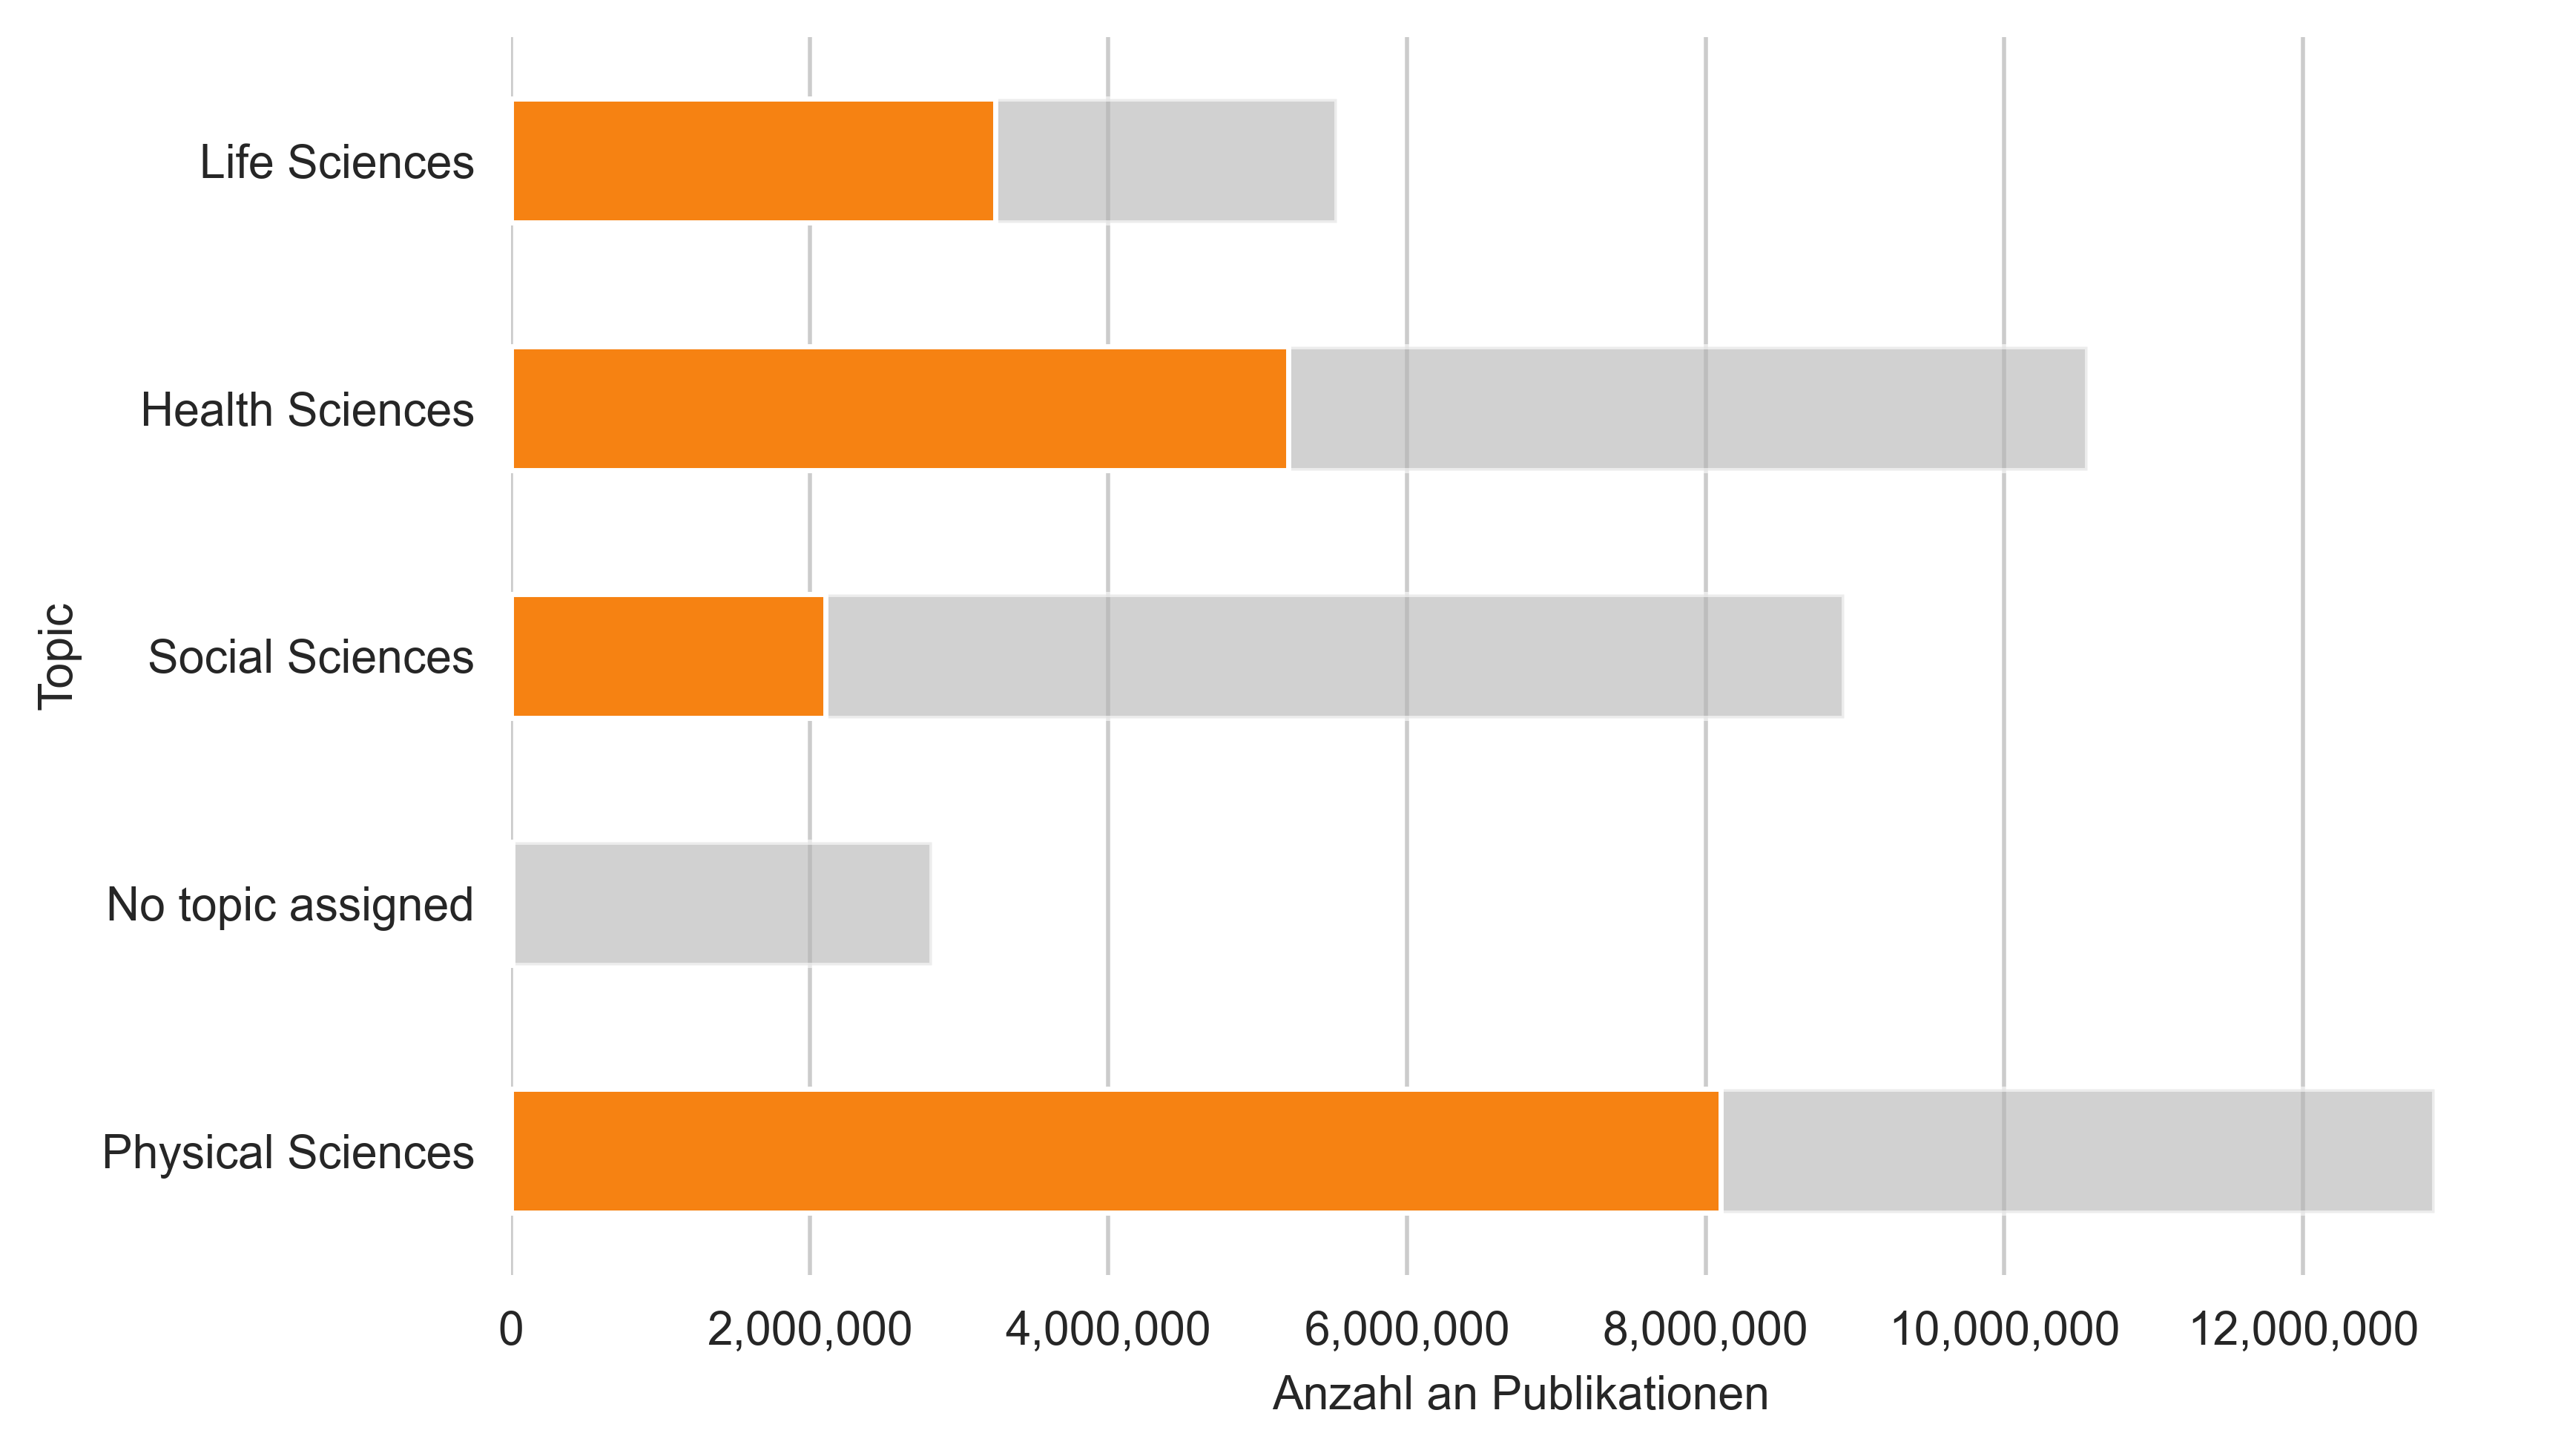 Life Sciences
Health Sciences
Social Sciences
No topic assigned
Physical Sciences
Topic
0 2,000,000 4,000,000 6,000,000 8,000,000 10,000,000 12,000,000
Anzahl an Publikationen